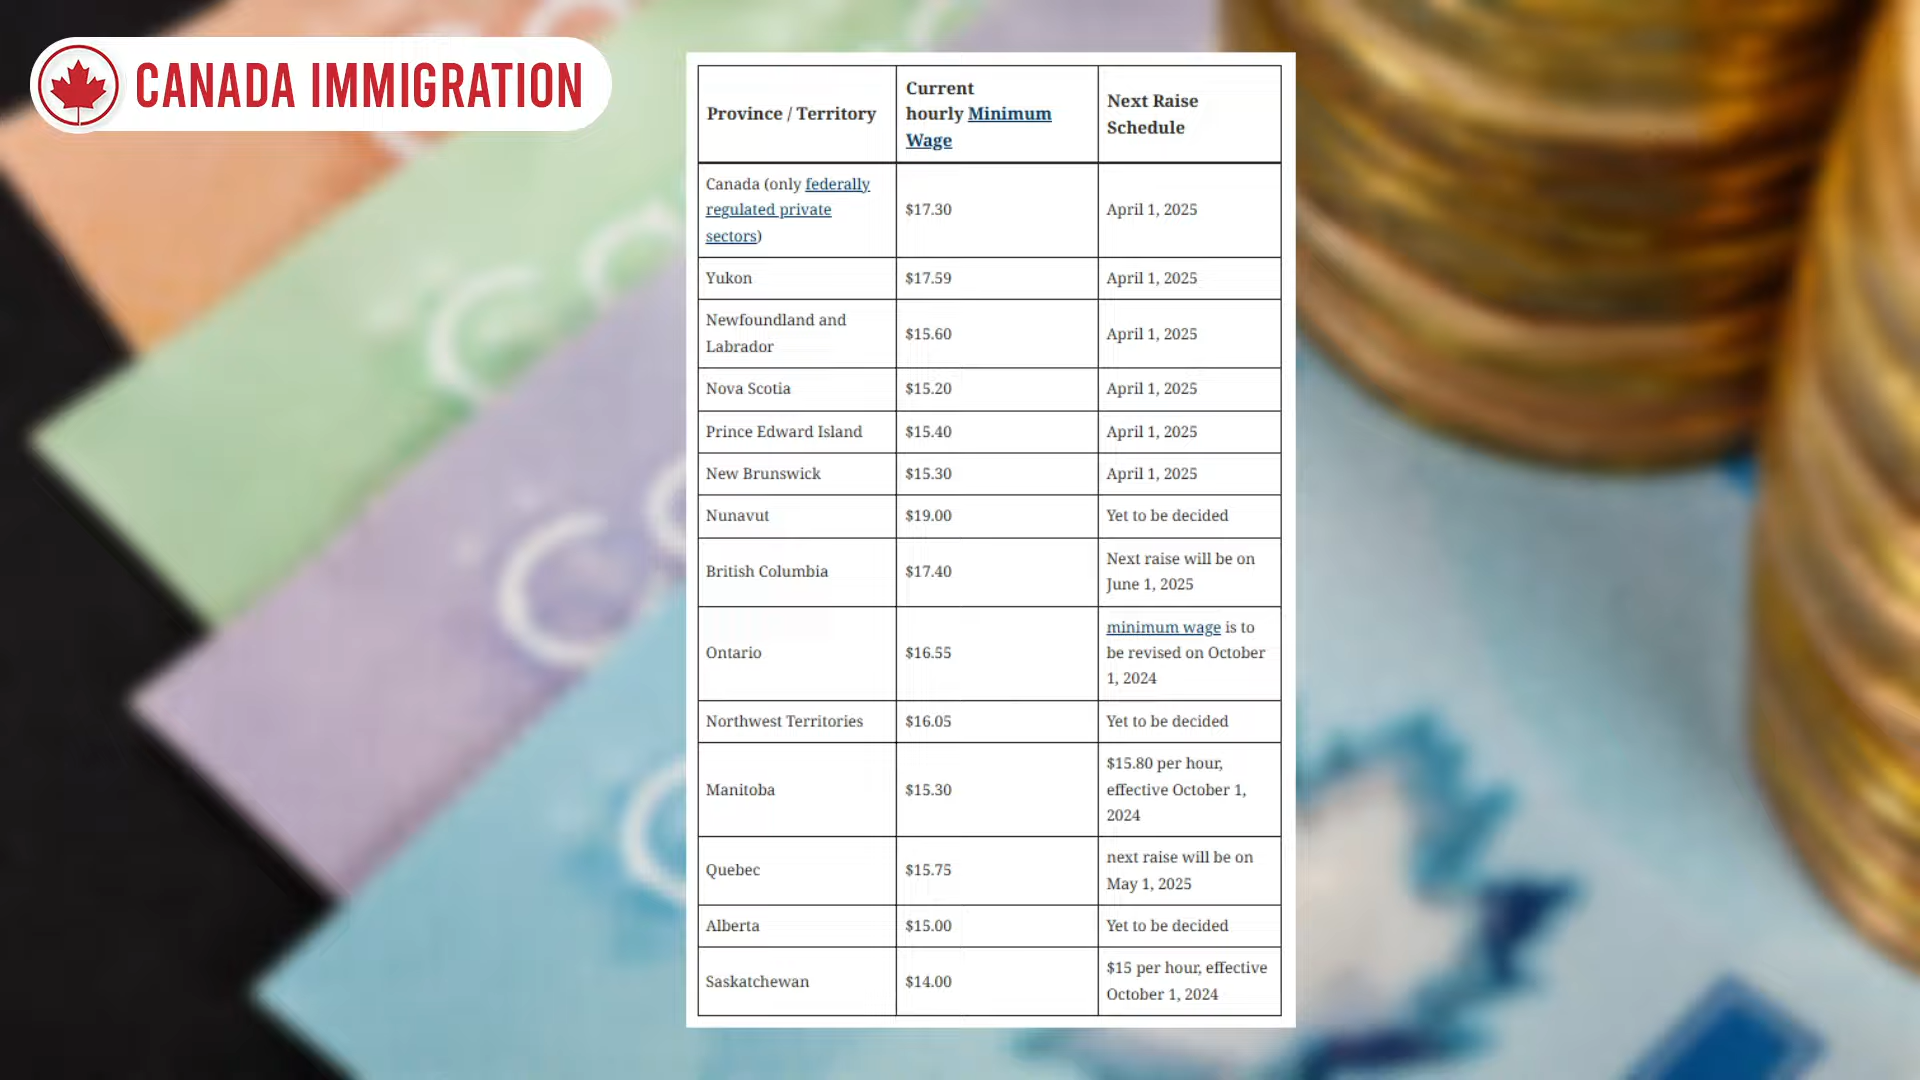 CANADA IMMIGRATION
Province / Territory
Current
hourly Minimum
Wage
Next Raise
Schedule
Canada (only federally
regulated private
sectors)
$17.30
April 1, 2025
Yukon
$17.59
April 1, 2025
Newfoundland and
Labrador
$15.60
April 1, 2025
Nova Scotia
$15.20
April 1, 2025
Prince Edward Island
$15.40
April 1, 2025
New Brunswick
$15.30
April 1, 2025
Nunavut
$19.00
Yet to be decided
British Columbia
$17.40
Next raise will be on
June 1, 2025
Ontario
$16.55
minimum wage is to
be revised on October
1, 2024
Northwest Territories
$16.05
Yet to be decided
Manitoba
$15.30
$15.80 per hour,
effective October 1,
2024
Quebec
$15.75
next raise will be on
May 1, 2025
Alberta
$15.00
Yet to be decided
Saskatchewan
$14.00
$15 per hour, effective
October 1, 2024